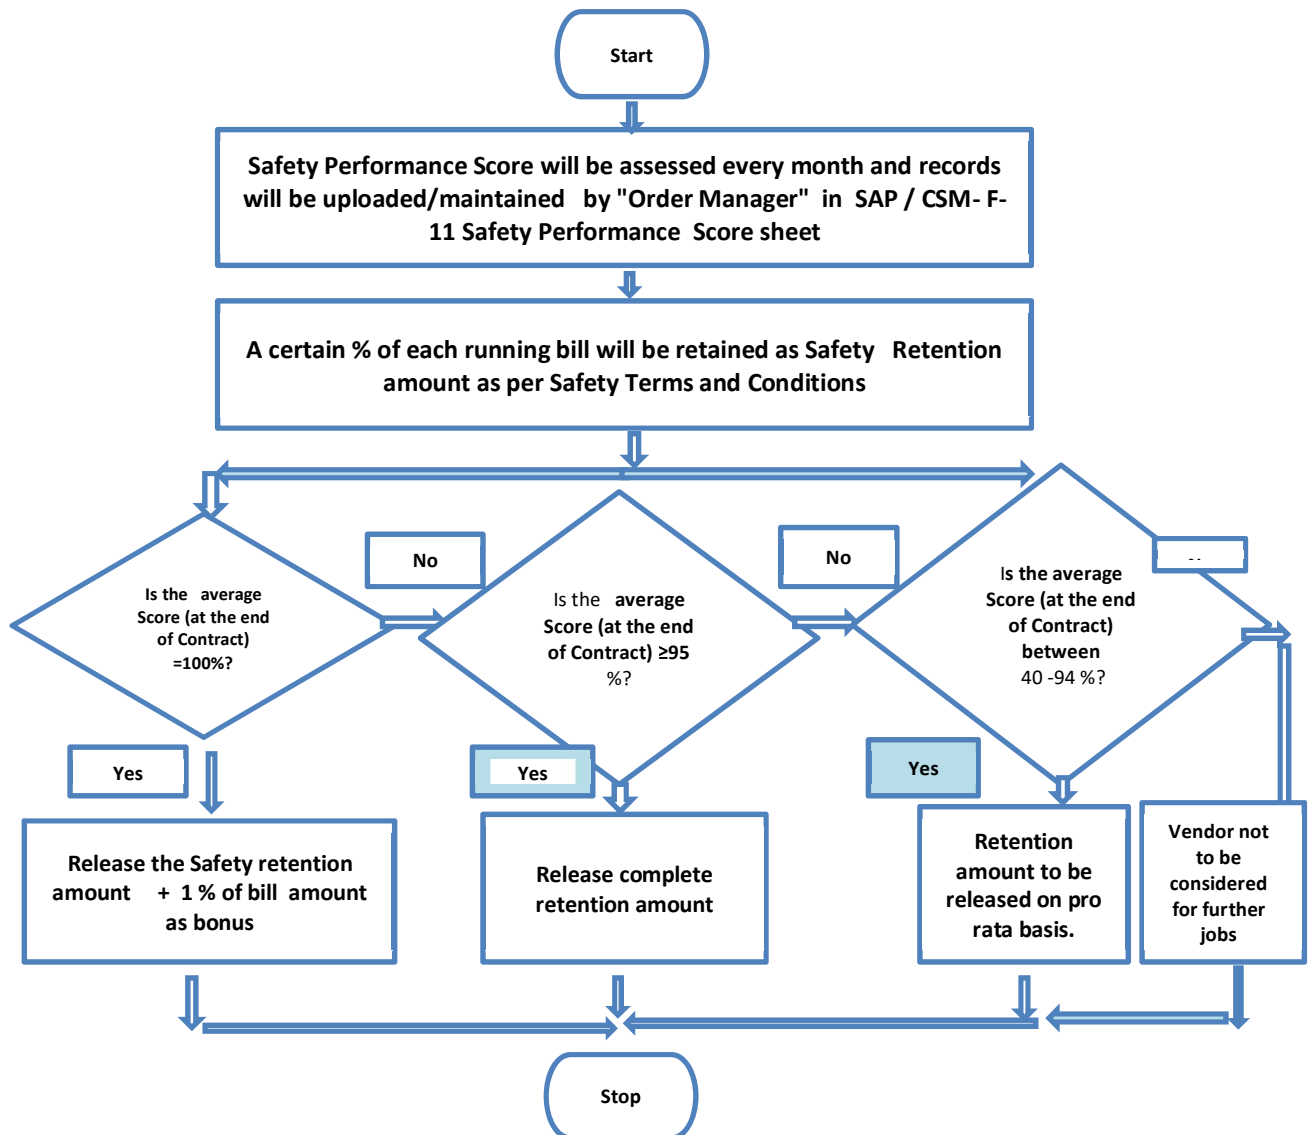 Start
Safety Performance Score will be assessed every month and records
will be uploaded/maintained by "Order Manager" in SAP / CSM- F-
11 Safety Performance Score sheet
A certain % of each running bill will be retained as Safety Retention
amount as per Safety Terms and Conditions
Is the average
Score (at the end
of Contract)
=100%?
No
Is the average
Score (at the end
of Contract) ≥95
%?
No
Is the average
Score (at the end
of Contract)
between
40 -94 %?
Yes
Yes
Yes
Release the Safety retention
amount + 1 % of bill amount
as bonus
Release complete
retention amount
Retention
amount to be
released on pro
rata basis.
Vendor not
to be
considered
for further
jobs
Stop